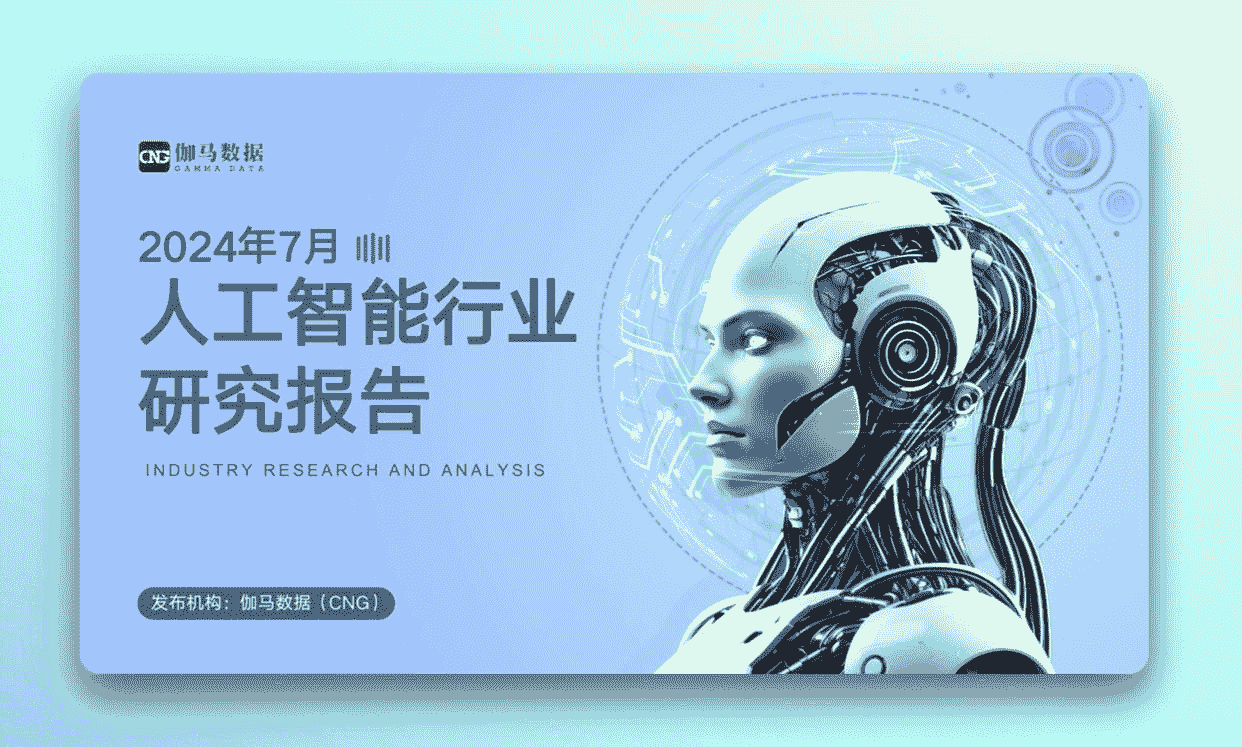 CNG 伽马数据
GAMMA DATA
2024年7月
人工智能行业
研究报告
INDUSTRY RESEARCH AND ANALYSIS
发布机构：伽马数据（CNG）